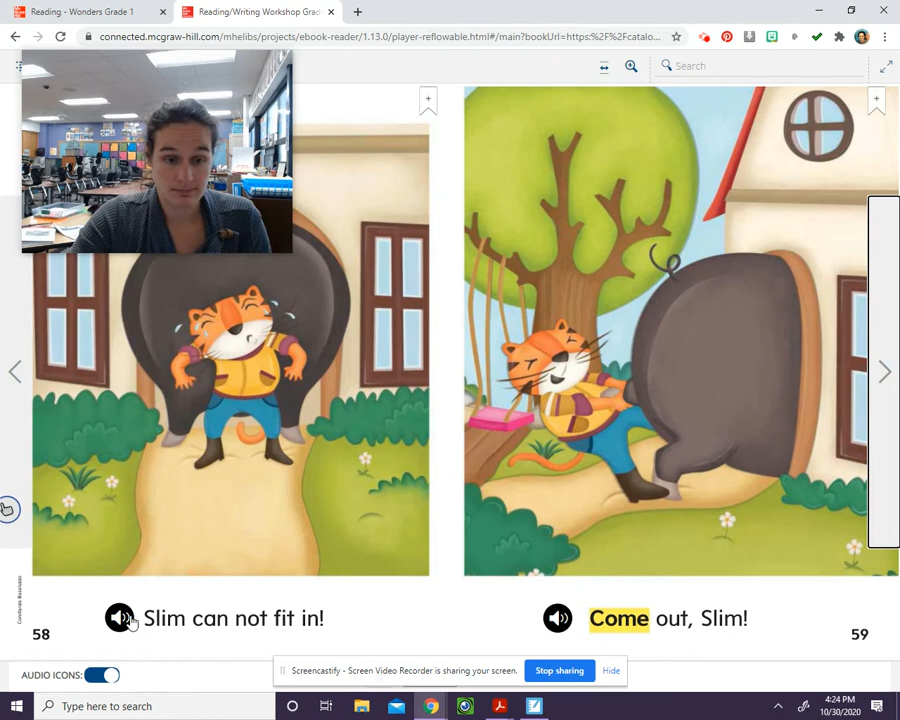 Reading - Wonders Grade 1
Reading/Writing Workshop Grad
connected.mcgraw-hill.com/mhelibs/projects/ebook-reader/1.13.0/player-reflowable.html#/main?bookUrl=https:%2F%2Fcatalo...
Search
Slim can not fit in!
Come out, Slim!
58
59
AUDIO ICONS:
Screencastify - Screen Video Recorder is sharing your screen.
Stop sharing
Hide
Type here to search
4:24 PM
10/30/2020